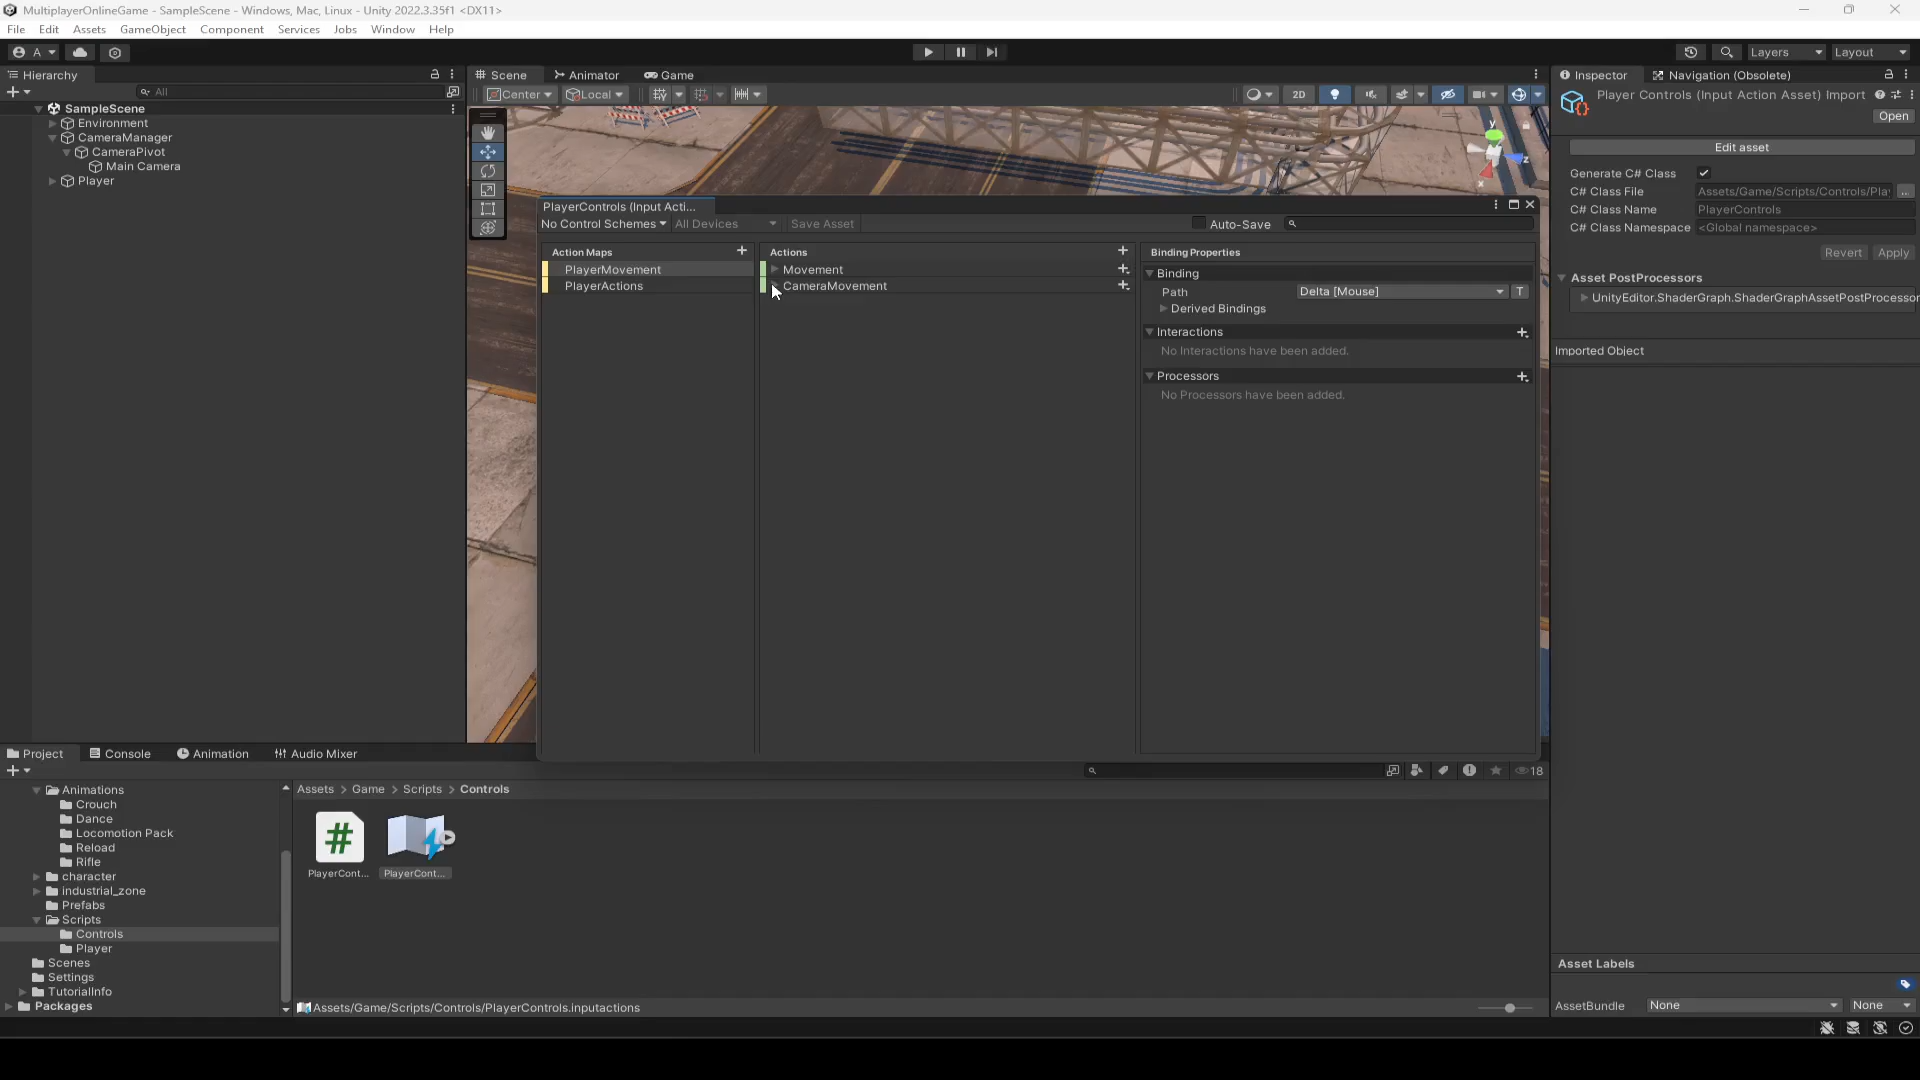 MultiplayerOnlineGame - SampleScene - Windows, Mac, Linux - Unity 2022.3.35f1 <DX11>
File Edit Assets GameObject Component Services Jobs Window Help
A Layers Layout
Hierarchy
All
SampleScene
Environment
CameraManager
CameraPivot
Main Camera
Player
Scene Animator Game
Center Local 2D
y
z
x
PlayerControls (Input Acti...
No Control Schemes All Devices Save Asset Auto-Save
Action Maps
PlayerMovement
PlayerActions
Actions
Movement
CameraMovement
Binding Properties
Binding
Path Delta [Mouse] T
Derived Bindings
Interactions
No Interactions have been added.
Processors
No Processors have been added.
Inspector Navigation (Obsolete)
Player Controls (Input Action Asset) Import
Open
Edit asset
Generate C# Class
C# Class File Assets/Game/Scripts/Controls/Pla ...
C# Class Name PlayerControls
C# Class Namespace <Global namespace>
Revert Apply
Asset PostProcessors
UnityEditor.ShaderGraph.ShaderGraphAssetPostProcessor
Imported Object
Asset Labels
AssetBundle None None
Project Console Animation Audio Mixer
18
Animations
Crouch
Dance
Locomotion Pack
Reload
Rifle
character
industrial_zone
Prefabs
Scripts
Controls
Player
Scenes
Settings
TutorialInfo
Packages
Assets > Game > Scripts > Controls
#
PlayerCont... PlayerCont...
Assets/Game/Scripts/Controls/PlayerControls.inputactions